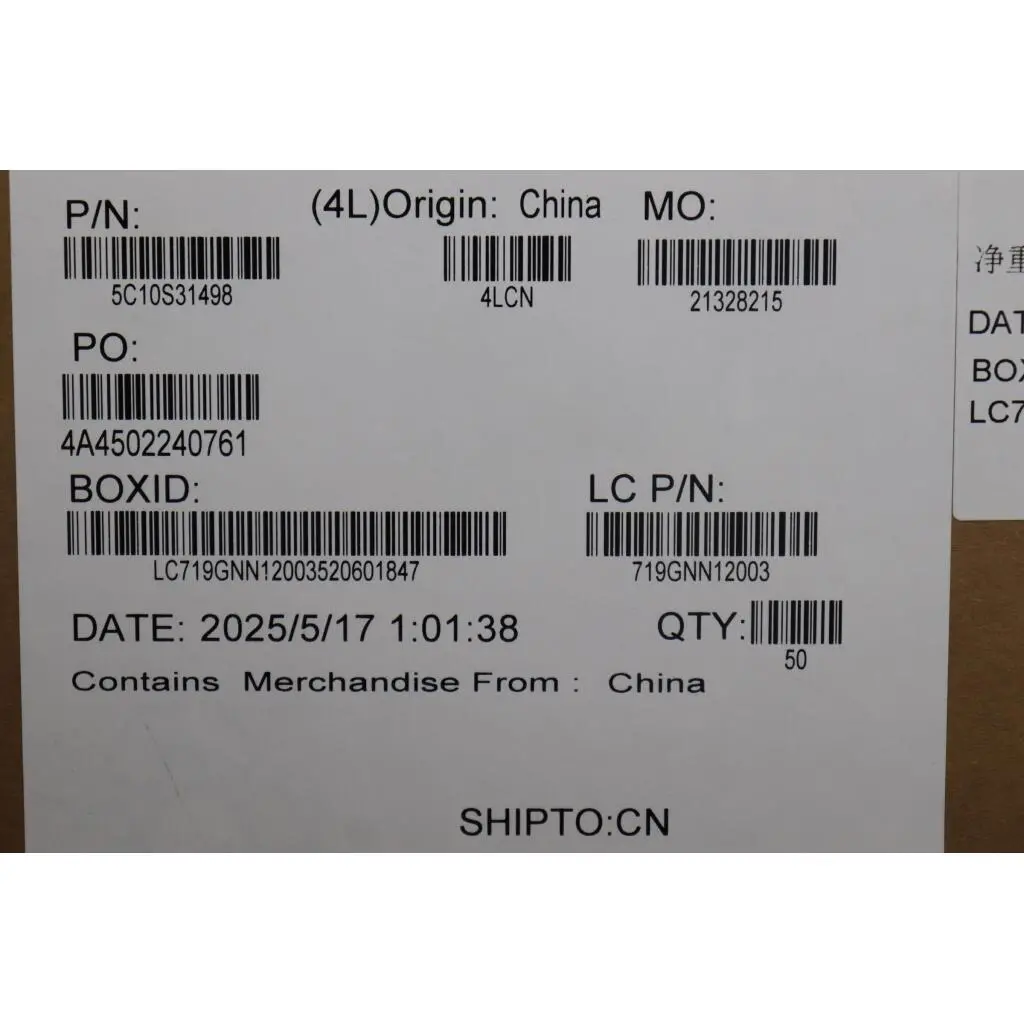 P/N: (4L)Origin: China MO:
5C10S31498 4LCN 21328215
PO:
4A4502240761
BOXID: LC P/N:
LC719GNN12003520601847 719GNN12003
DATE: 2025/5/17 1:01:38 QTY:
50
Contains Merchandise From : China
SHIPTO:CN
净重
DAT
BOX
LC7